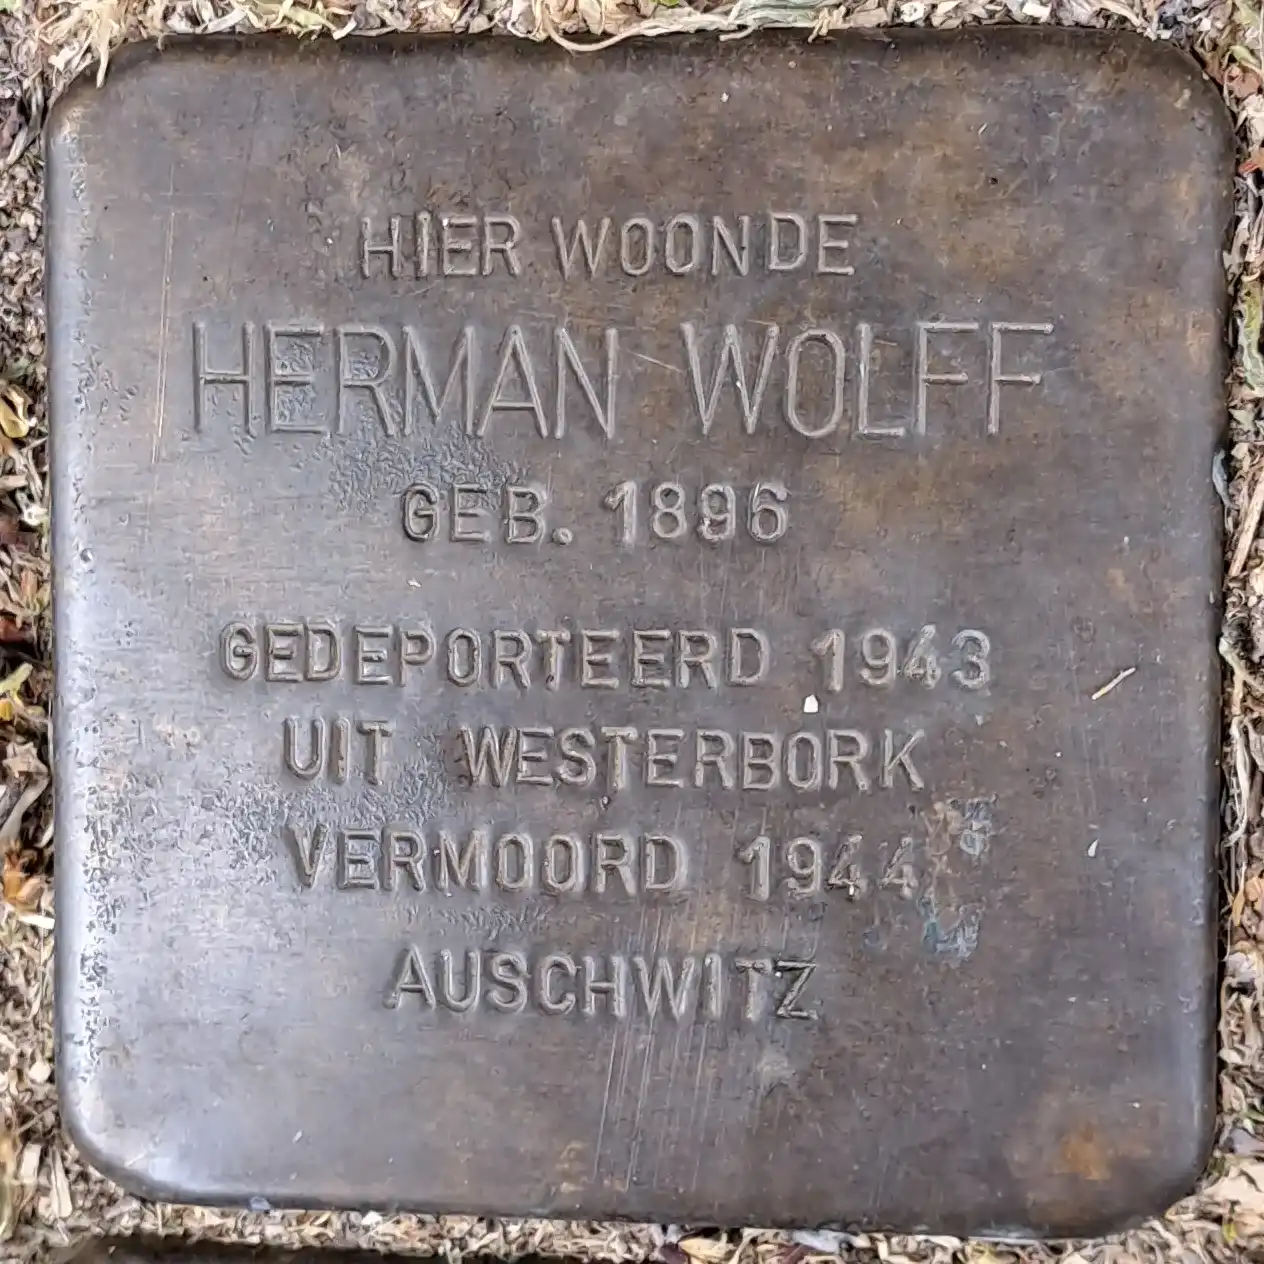 HIER WOONDE
HERMAN WOLFF
GEB. 1896
GEDEPORTEERD 1943
UIT WESTERBORK
VERMOORD 1944
AUSCHWITZ